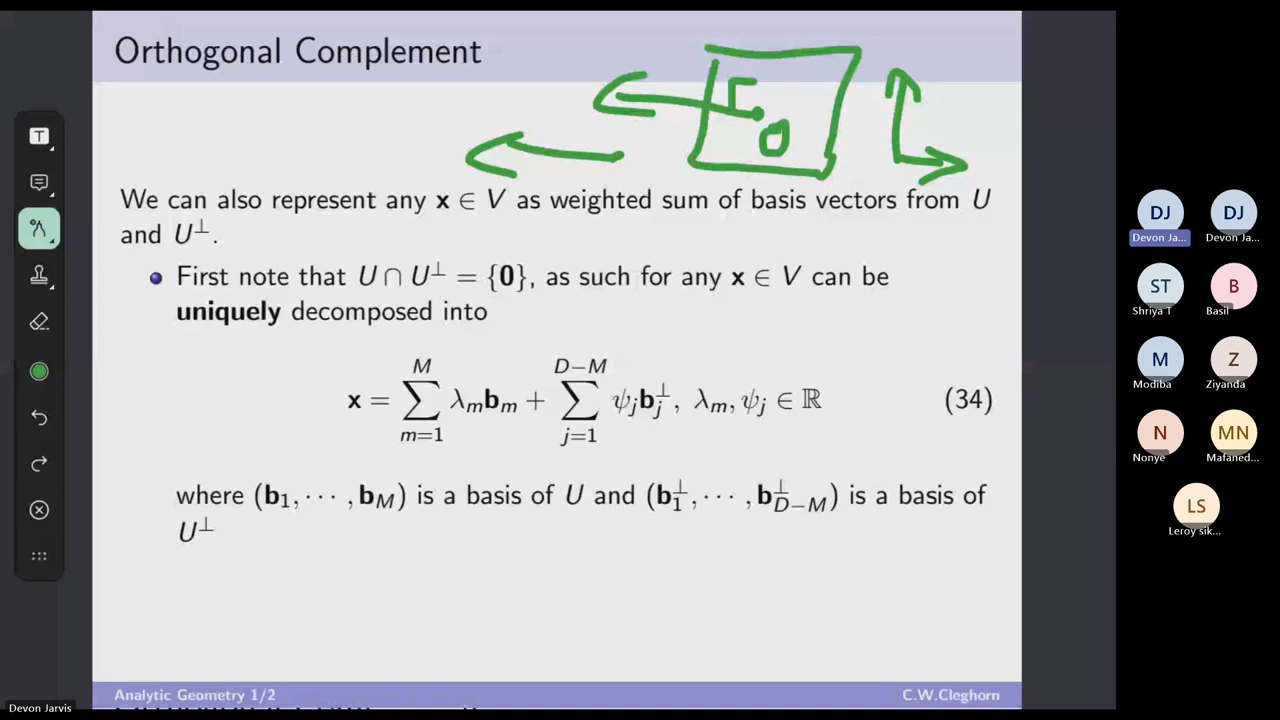 Orthogonal Complement
0
We can also represent any x ∈ V as weighted sum of basis vectors from U
and U⊥.
First note that U ∩ U⊥ = {0}, as such for any x ∈ V can be
uniquely decomposed into
x = ∑_{m=1}^{M} λ_m b_m + ∑_{j=1}^{D−M} ψ_j b_j^⊥, λ_m, ψ_j ∈ ℝ (34)
where (b_1, ⋯ , b_M) is a basis of U and (b_1^⊥, ⋯ , b_{D−M}^⊥) is a basis of
U⊥
Analytic Geometry 1/2 C.W.Cleghorn
Devon Jarvis
T
DJ DJ
Devon Ja... Devon Ja...
ST B
Shriya T Basil
M Z
Modiba Ziyanda
N MN
Nonye Mafaned...
LS
Leroy sik...